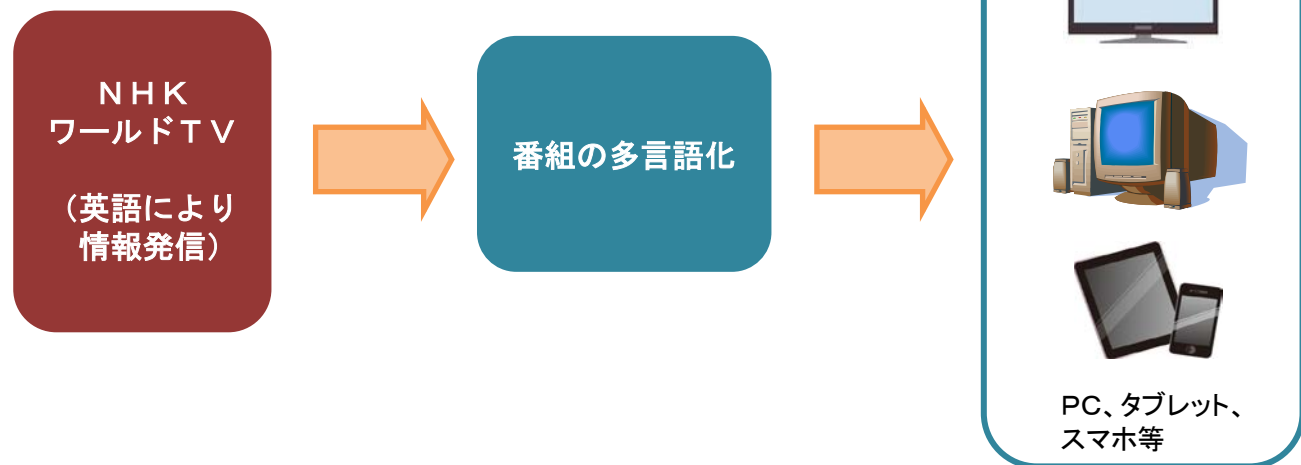 ＮＨＫ
ワールドＴＶ
（英語により
情報発信）
番組の多言語化
PC、タブレット、
スマホ等